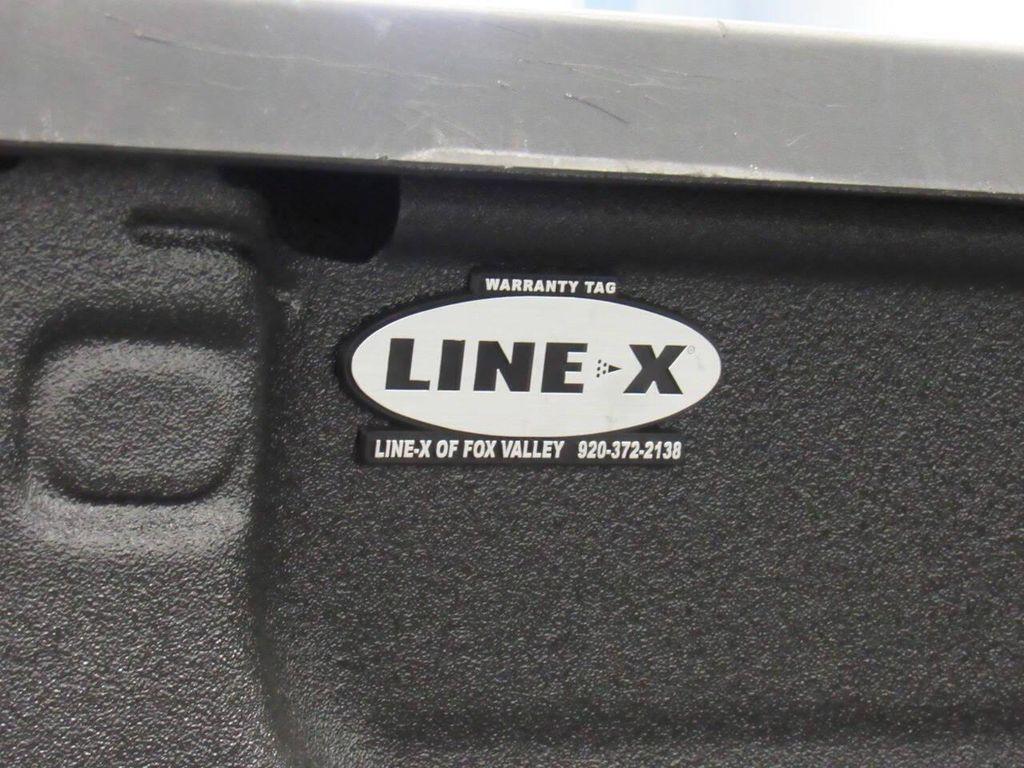 WARRANTY TAG
LINE-X®
LINE-X OF FOX VALLEY 920-372-2138